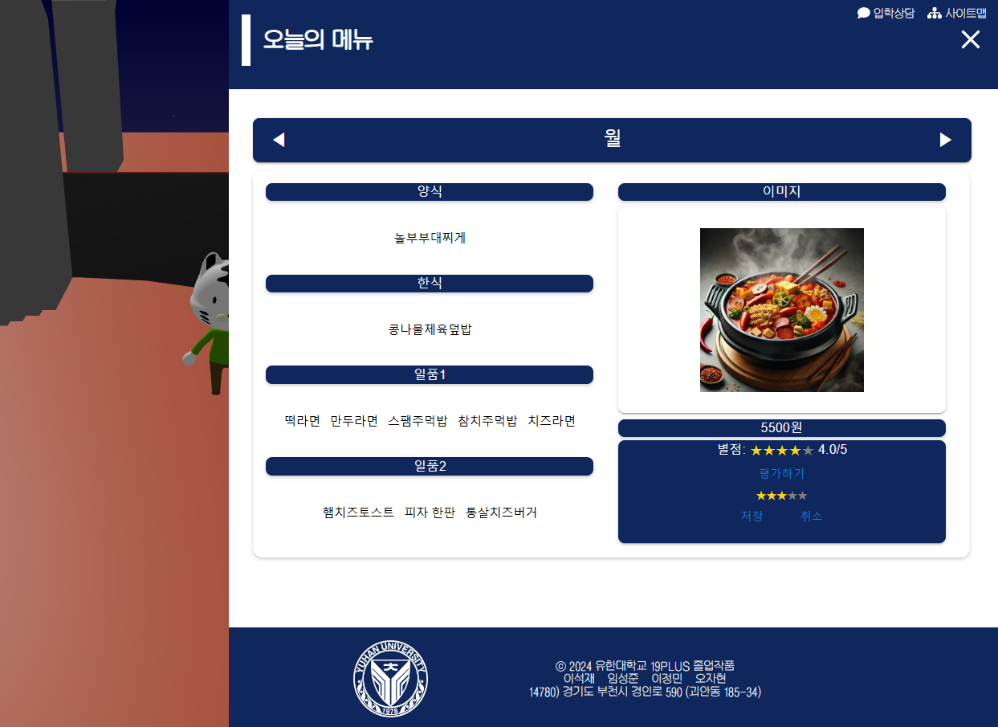 입학상담 사이트맵
오늘의 메뉴
월
양식
놀부부대찌게
한식
콩나물제육덮밥
일품1
떡라면 만두라면 스팸주먹밥 참치주먹밥 치즈라면
일품2
햄치즈토스트 피자 한판 통살치즈버거
이미지
5500원
별점: ★★★★★ 4.0/5
평가하기
★★★★★
저장 취소
YUHAN UNIVERSITY
대
1976
© 2024 유한대학교 19PLUS 졸업작품
이석재 임성준 이정민 오자현
14780) 경기도 부천시 경인로 590 (괴안동 185-34)